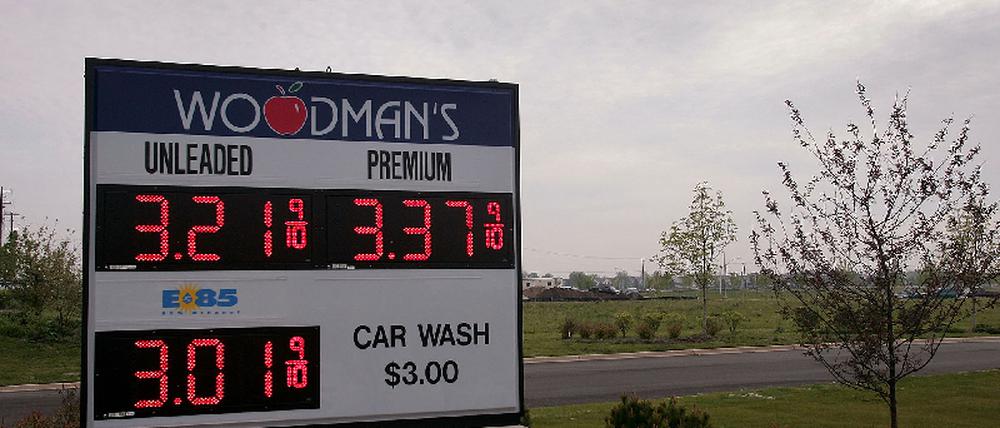 WOODMAN'S
UNLEADED PREMIUM
3.21 9/10 3.37 9/10
E85
3.01 9/10
CAR WASH
$3.00